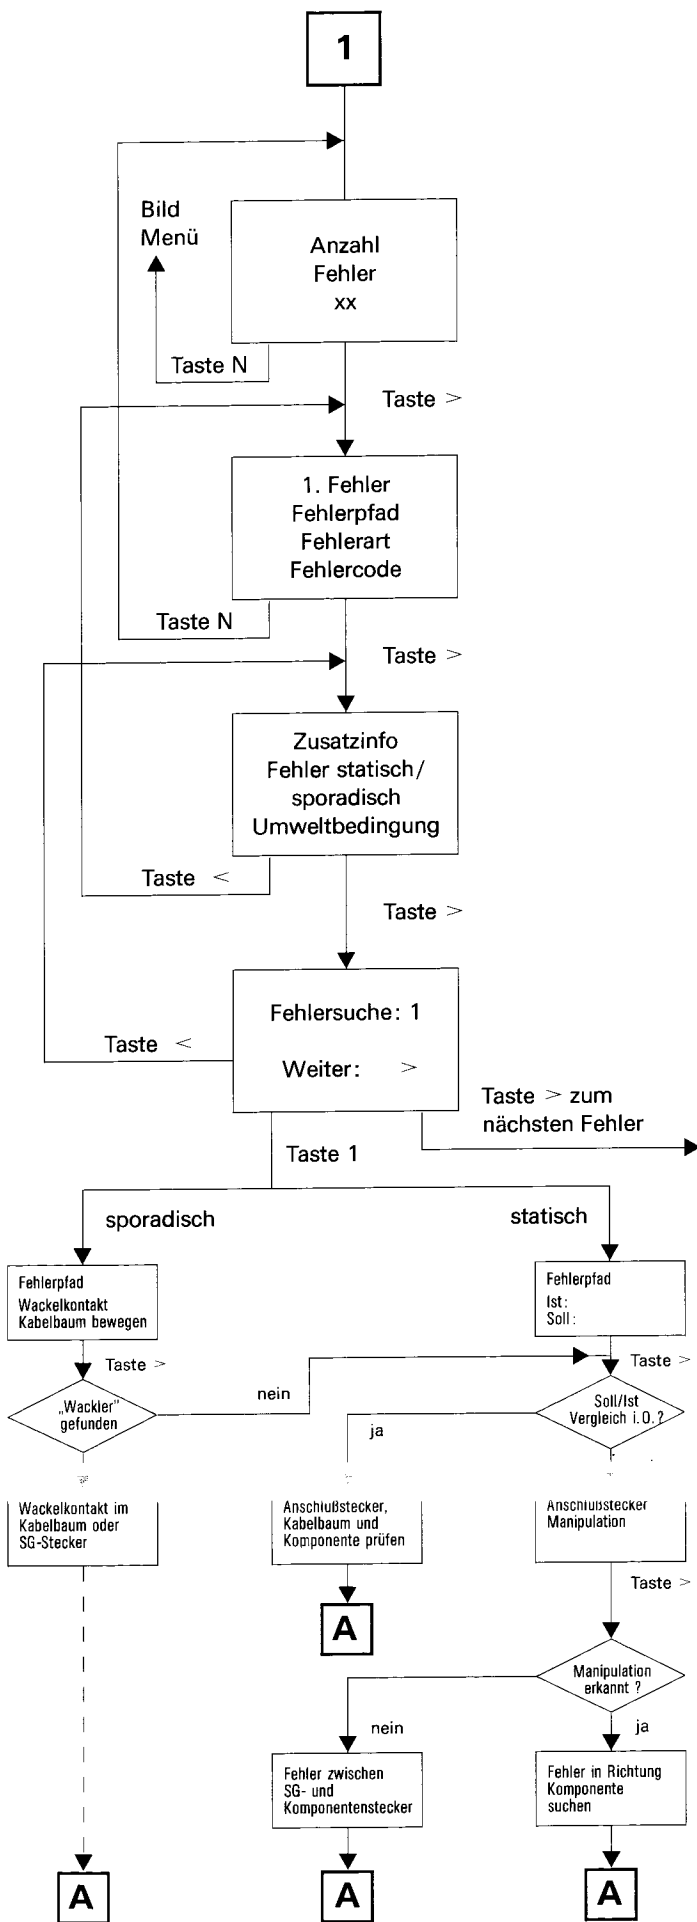 1
Bild
Menü
Anzahl
Fehler
xx
Taste N
Taste >
1. Fehler
Fehlerpfad
Fehlerart
Fehlercode
Taste N
Taste >
Zusatzinfo
Fehler statisch/
sporadisch
Umweltbedingung
Taste <
Taste >
Fehlersuche: 1
Weiter: >
Taste <
Taste > zum
nächsten Fehler
Taste 1
sporadisch
statisch
Fehlerpfad
Wackelkontakt
Kabelbaum bewegen
Fehlerpfad
Ist:
Soll:
Taste >
Taste >
„Wackler"
gefunden
nein
Soll/Ist
Vergleich i.O.?
ja
Wackelkontakt im
Kabelbaum oder
SG-Stecker
Anschlußstecker,
Kabelbaum und
Komponente prüfen
Anschlußstecker
Manipulation
Taste >
A
Manipulation
erkannt ?
nein
ja
Fehler zwischen
SG- und
Komponentenstecker
Fehler in Richtung
Komponente
suchen
A
A
A